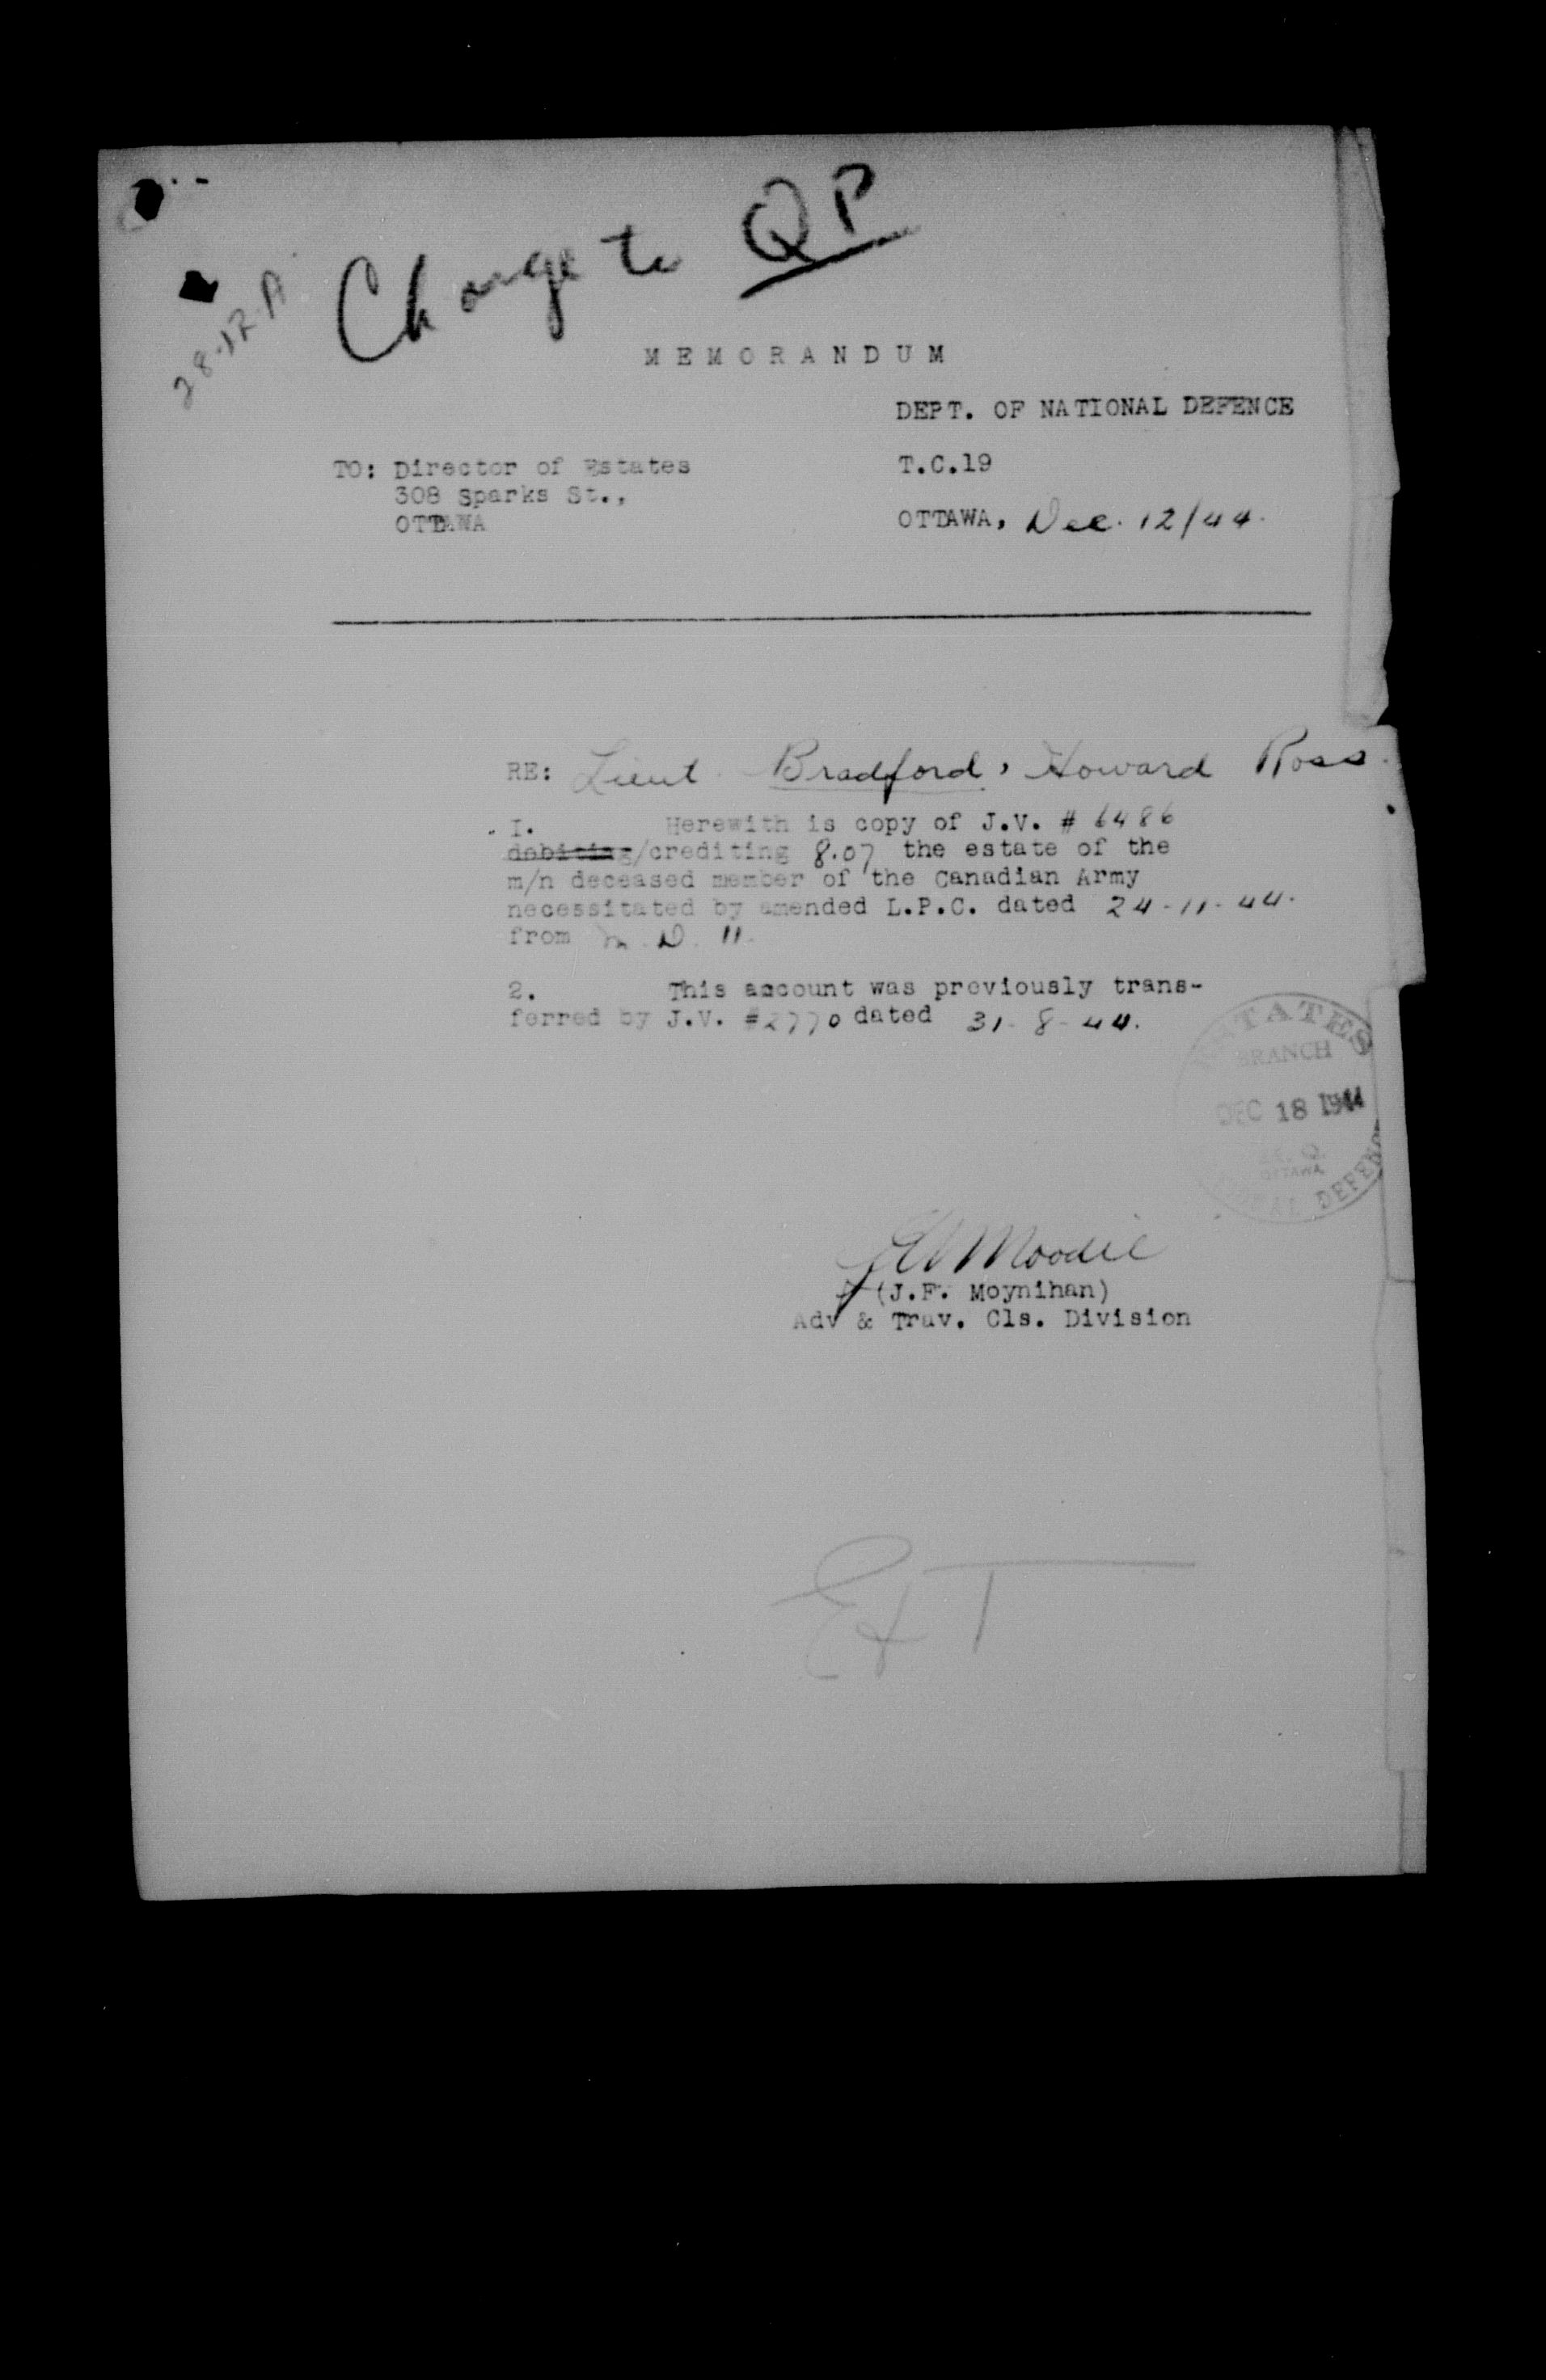 Change to QP
28.12.A
MEMORANDUM
DEPT. OF NATIONAL DEFENCE
TO: Director of Estates
308 Sparks St.,
OTTAWA
T.C.19
OTTAWA, Dec. 12/44.
RE: Lieut. Bradford, Howard Ross.
1. Herewith is copy of J.V. # 6486
debiting/crediting 8.07 the estate of the
m/n deceased member of the Canadian Army
necessitated by amended L.P.C. dated 24-11-44.
from M.D. 11.
2. This account was previously trans-
ferred by J.V. #2770 dated 31-8-44.
ESTATES
BRANCH
DEC 18 1944
OTTAWA
DEFENC
Moodie
(J.F. Moynihan)
Adv & Trav. Cls. Division